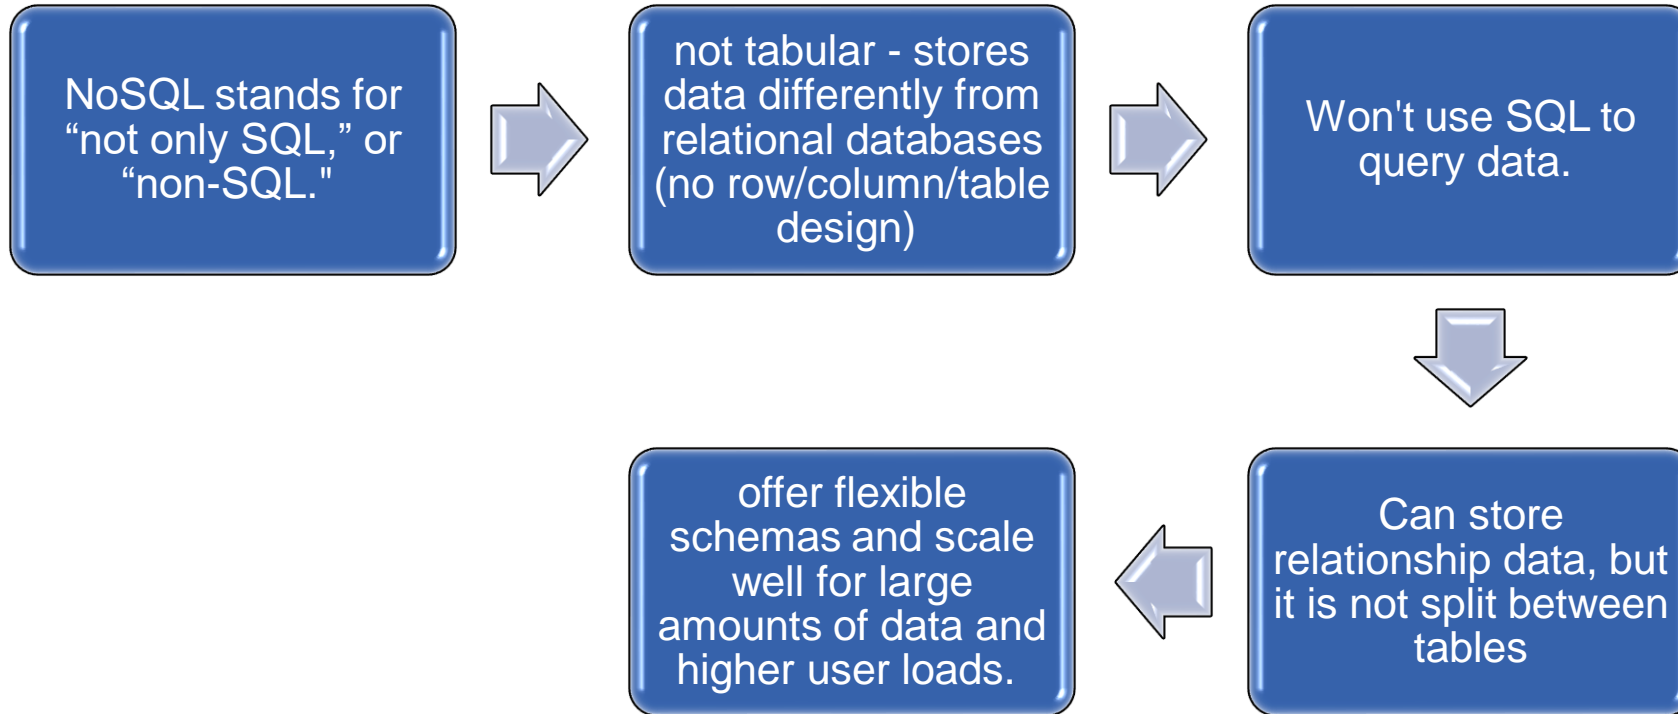 NoSQL stands for
“not only SQL,” or
“non-SQL."
not tabular - stores
data differently from
relational databases
(no row/column/table
design)
Won't use SQL to
query data.
Can store
relationship data, but
it is not split between
tables
offer flexible
schemas and scale
well for large
amounts of data and
higher user loads.